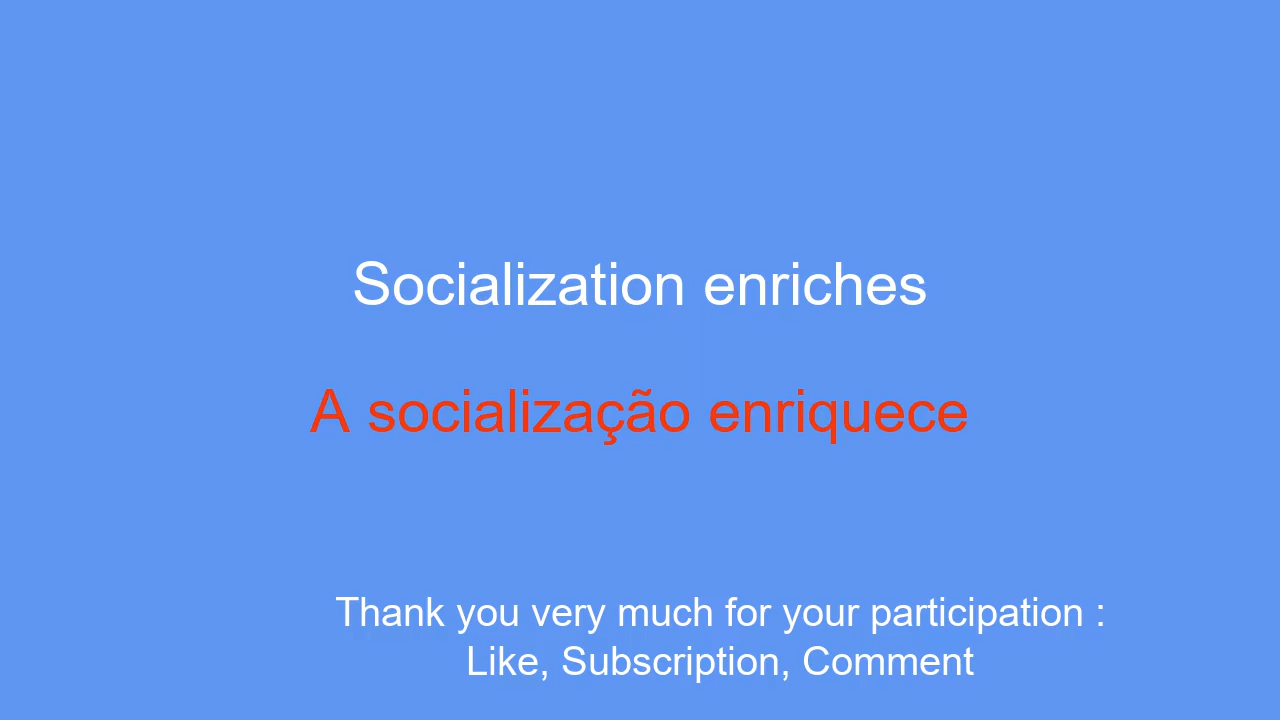 Socialization enriches
A socialização enriquece
Thank you very much for your participation :
Like, Subscription, Comment